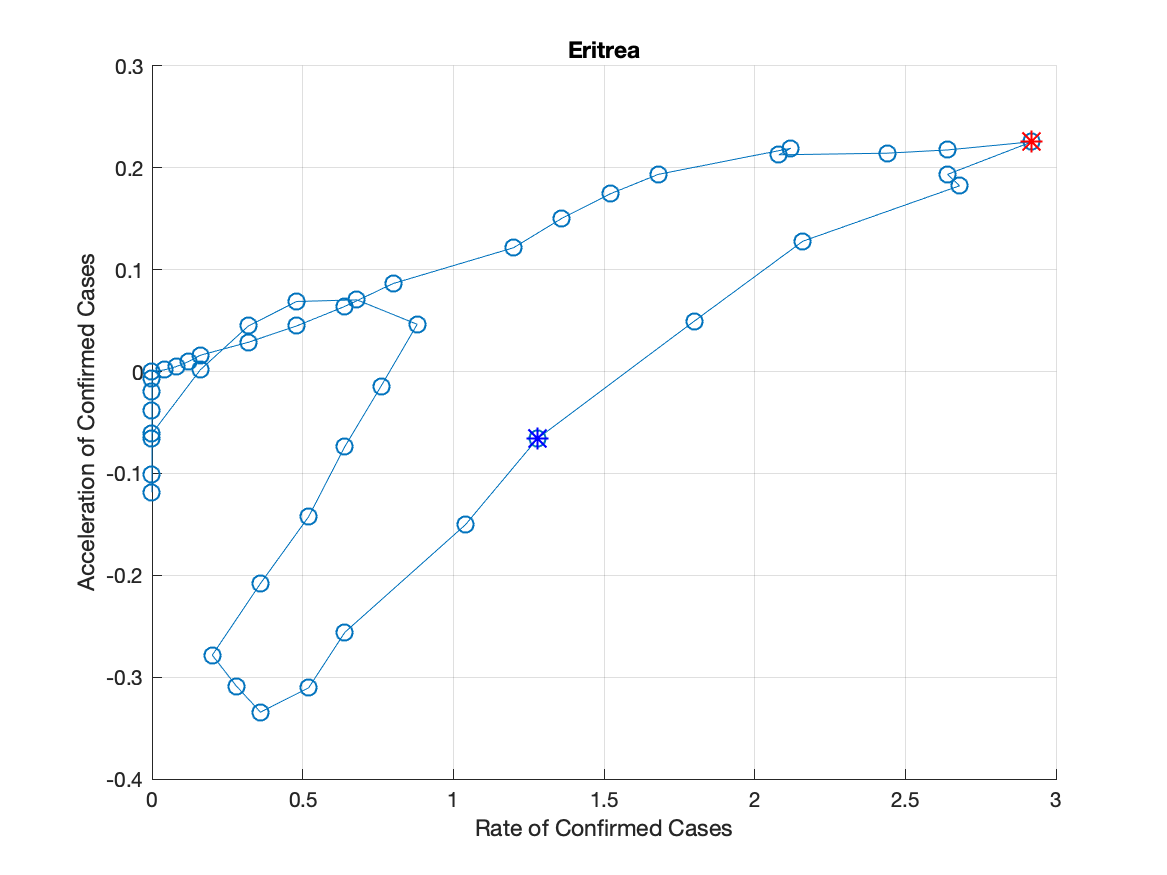 Eritrea
0.3
0.2
0.1
0
-0.1
-0.2
-0.3
-0.4
Acceleration of Confirmed Cases
0 0.5 1 1.5 2 2.5 3
Rate of Confirmed Cases